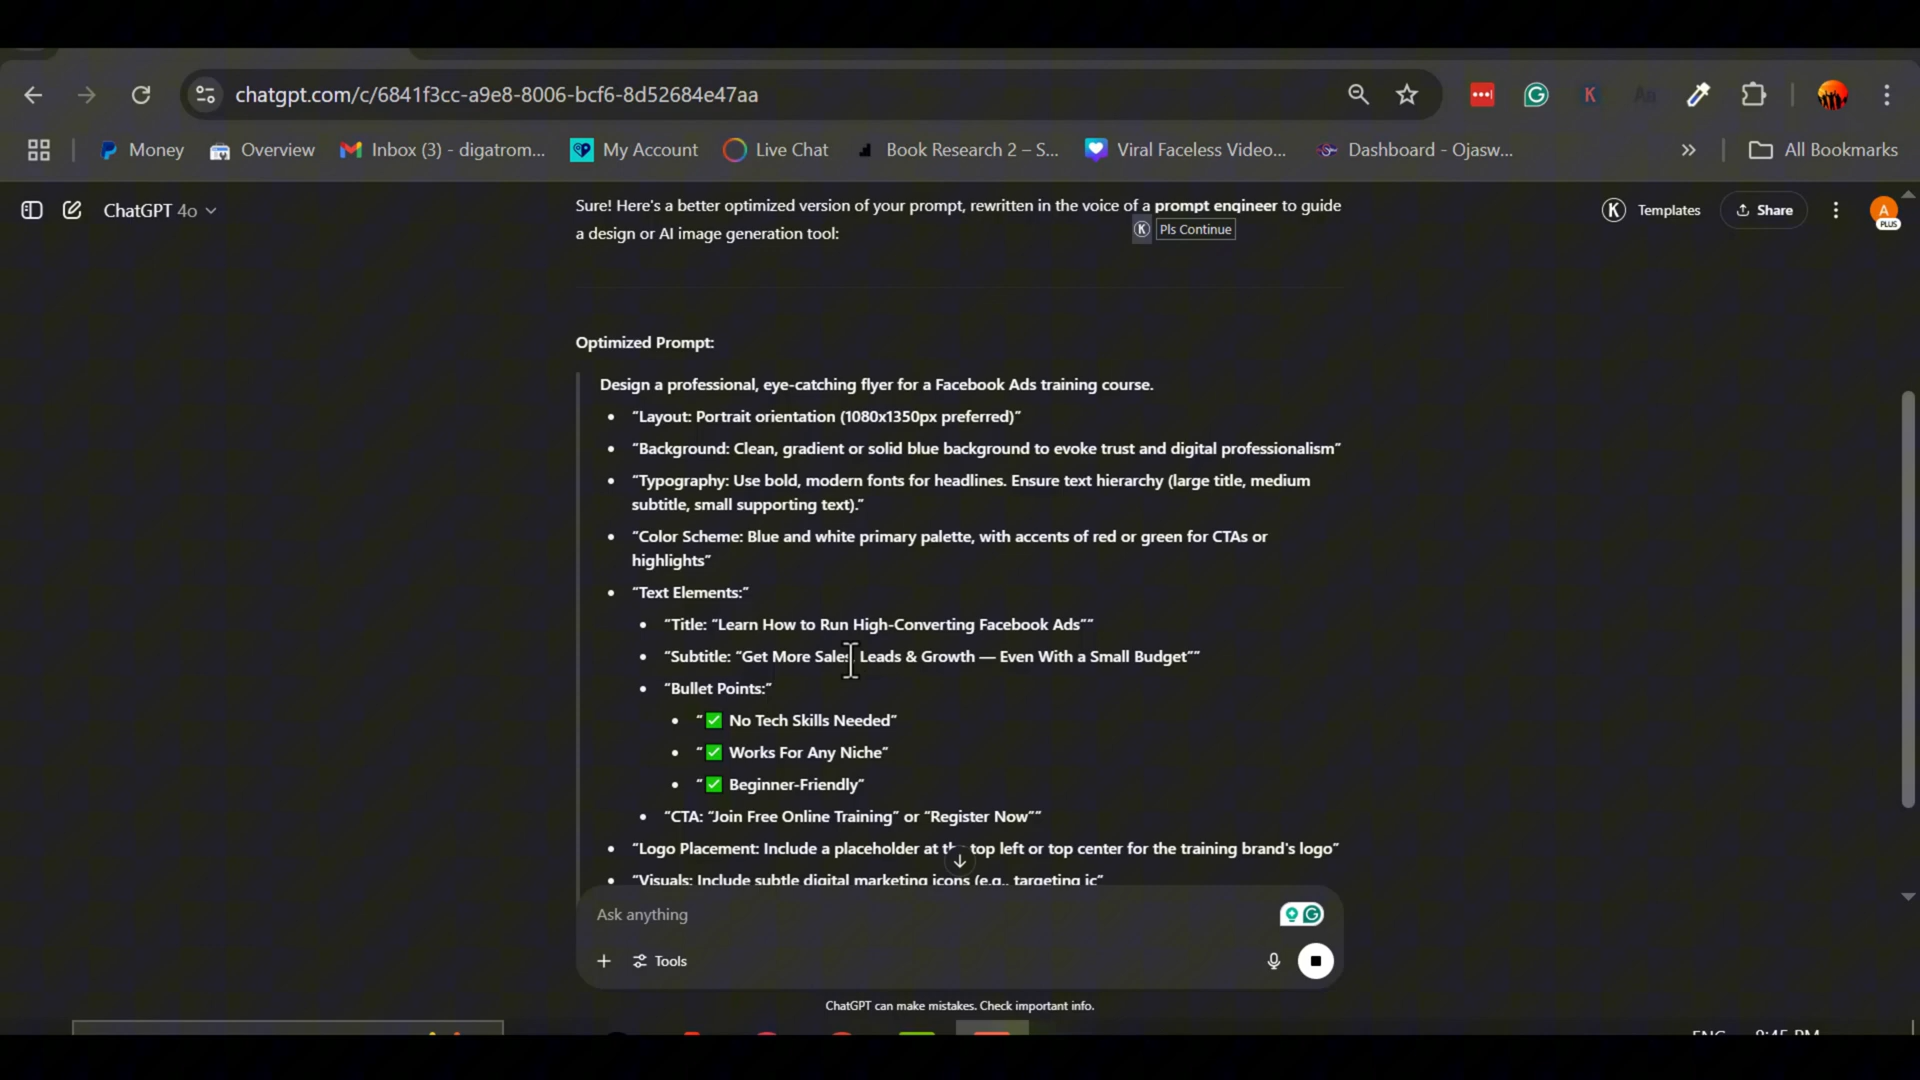 chatgpt.com/c/6841f3cc-a9e8-8006-bcf6-8d52684e47aa
Money
Overview
Inbox (3) - digatrom...
My Account
Live Chat
Book Research 2 – S...
Viral Faceless Video...
Dashboard - Ojasw...
All Bookmarks
ChatGPT 4o
Templates
Share
A
PLUS
Sure! Here's a better optimized version of your prompt, rewritten in the voice of a prompt engineer to guide
a design or AI image generation tool:
Pls Continue
Optimized Prompt:
Design a professional, eye-catching flyer for a Facebook Ads training course.
• “Layout: Portrait orientation (1080x1350px preferred)”
• “Background: Clean, gradient or solid blue background to evoke trust and digital professionalism”
• “Typography: Use bold, modern fonts for headlines. Ensure text hierarchy (large title, medium
subtitle, small supporting text).”
• “Color Scheme: Blue and white primary palette, with accents of red or green for CTAs or
highlights”
• “Text Elements:”
• “Title: “Learn How to Run High-Converting Facebook Ads””
• “Subtitle: “Get More Sales, Leads & Growth — Even With a Small Budget””
• “Bullet Points:”
• “✅ No Tech Skills Needed”
• “✅ Works For Any Niche”
• “✅ Beginner-Friendly”
• “CTA: “Join Free Online Training” or “Register Now””
• “Logo Placement: Include a placeholder at the top left or top center for the training brand's logo”
• “Visuals: Include subtle digital marketing icons (e.g., targeting ic”
Ask anything
Tools
ChatGPT can make mistakes. Check important info.
ENG 8:45 PM